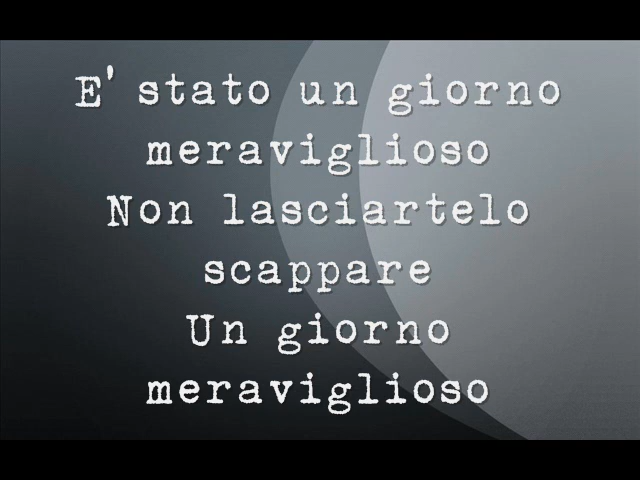 E' stato un giorno
meraviglioso
Non lasciartelo
scappare
Un giorno
meraviglioso